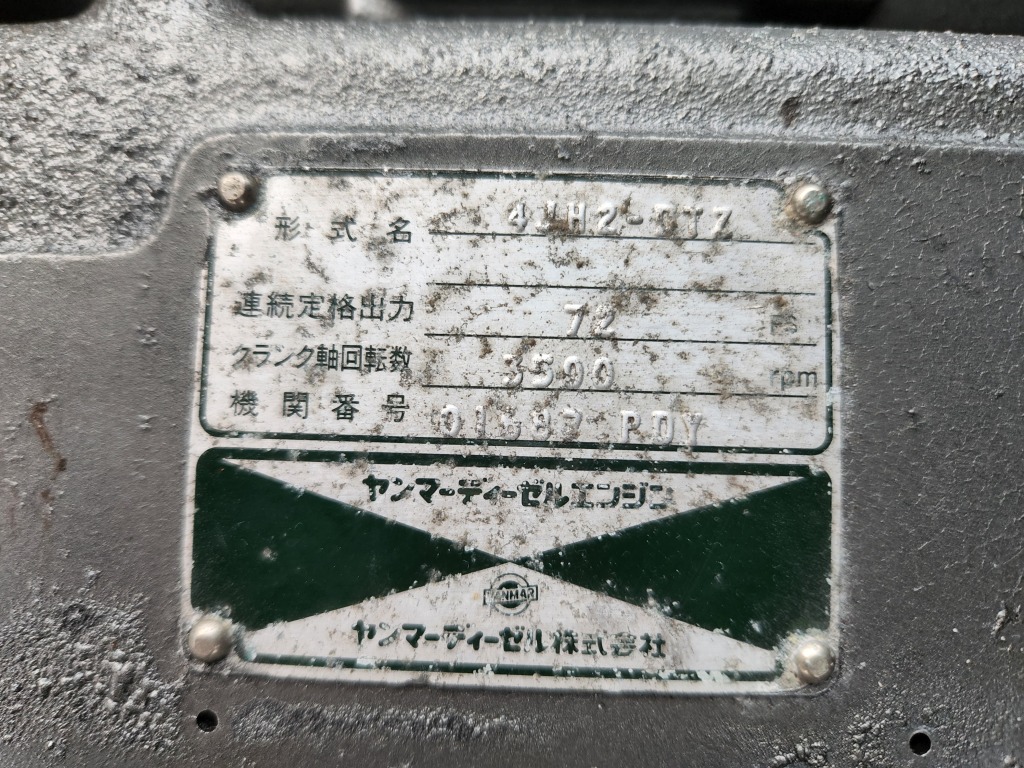 形式名 4JH2-
連続定格出力 72 PS
クランク軸回転数 3590 rpm
機関番号 PDY
ヤンマーディーゼルエンジン
YANMAR
ヤンマーディーゼル株式会社